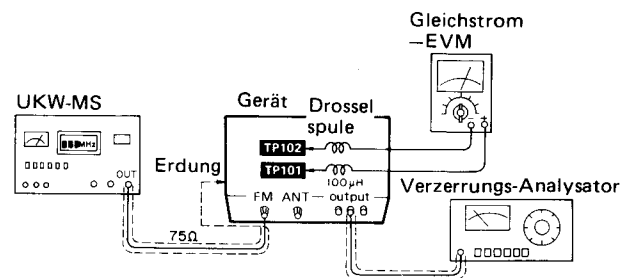 Gleichstrom
–EVM
UKW-MS
Gerät
Drossel
spule
TP102
TP101
100μH
Erdung
FM ANT output
OUT
MHz
75Ω
Verzerrungs-Analysator
− +